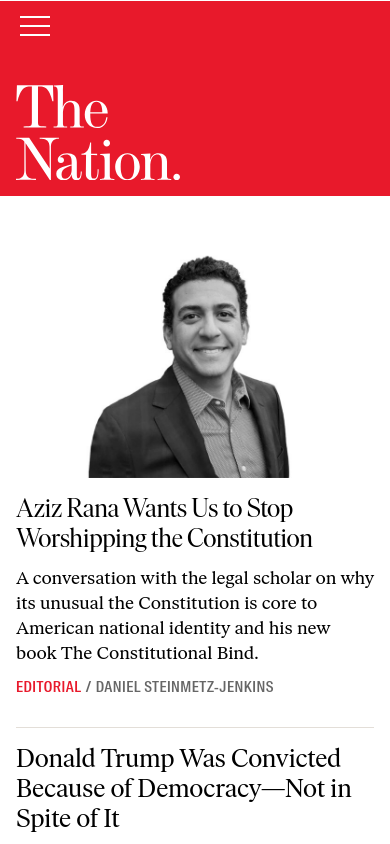 The
Nation.
Aziz Rana Wants Us to Stop
Worshipping the Constitution
A conversation with the legal scholar on why
its unusual the Constitution is core to
American national identity and his new
book The Constitutional Bind.
EDITORIAL / DANIEL STEINMETZ-JENKINS
Donald Trump Was Convicted
Because of Democracy—Not in
Spite of It